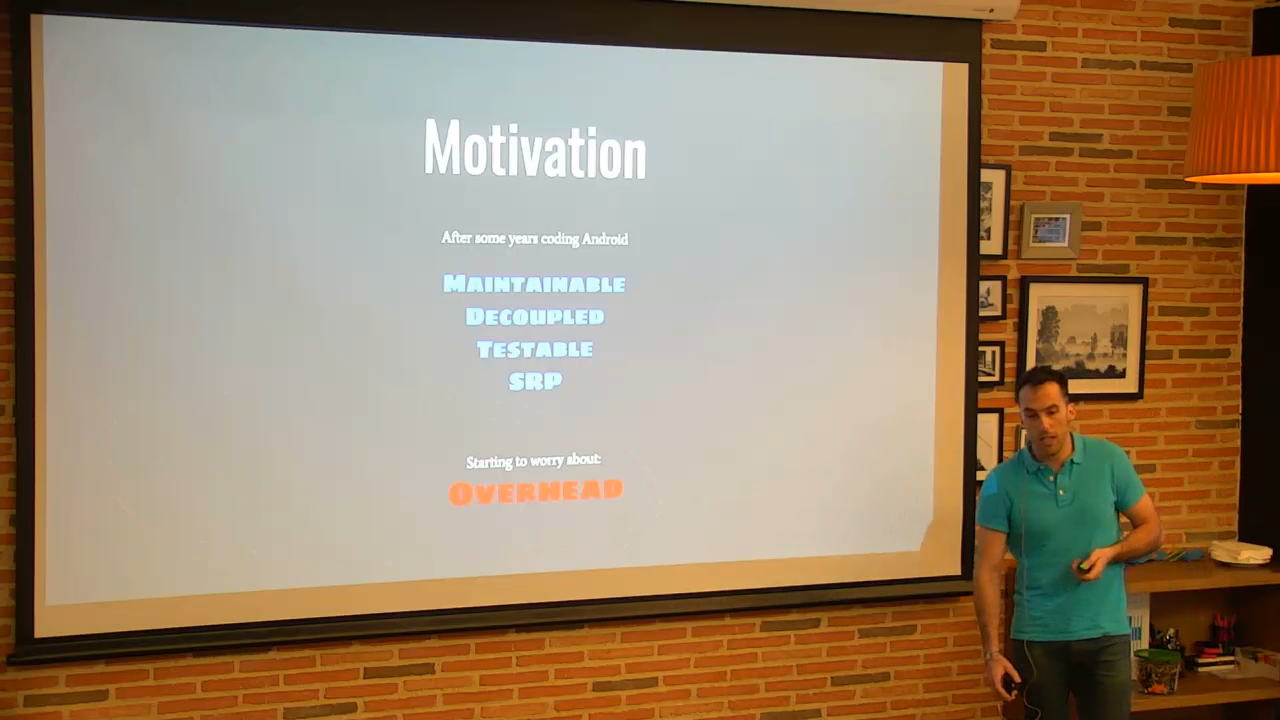 Motivation
After some years coding Android
MAINTAINABLE
DECOUPLED
TESTABLE
SRP
Starting to worry about:
OVERHEAD